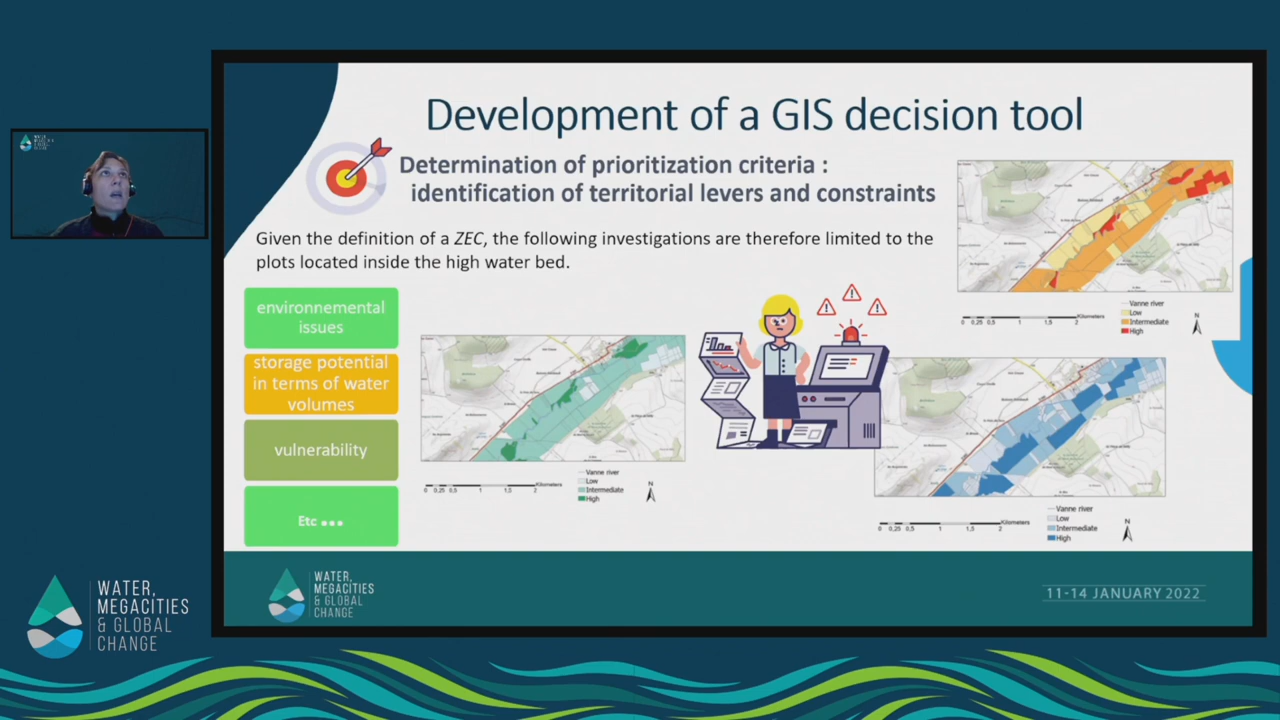 Development of a GIS decision tool
Determination of prioritization criteria :
identification of territorial levers and constraints
Given the definition of a ZEC, the following investigations are therefore limited to the
plots located inside the high water bed.
environnemental
issues
storage potential
in terms of water
volumes
vulnerability
Etc •••
0 0,25 0,5 1 1,5 2 Kilometers
Vanne river
Low
Intermediate
High
N
0 0,25 0,5 1 1,5 2 Kilometers
Vanne river
Low
Intermediate
High
N
0 0,25 0,5 1 1,5 2 Kilometers
Vanne river
Low
Intermediate
High
N
WATER,
MEGACITIES
& GLOBAL
CHANGE
11-14 JANUARY 2022
WATER,
MEGACITIES
& GLOBAL
CHANGE